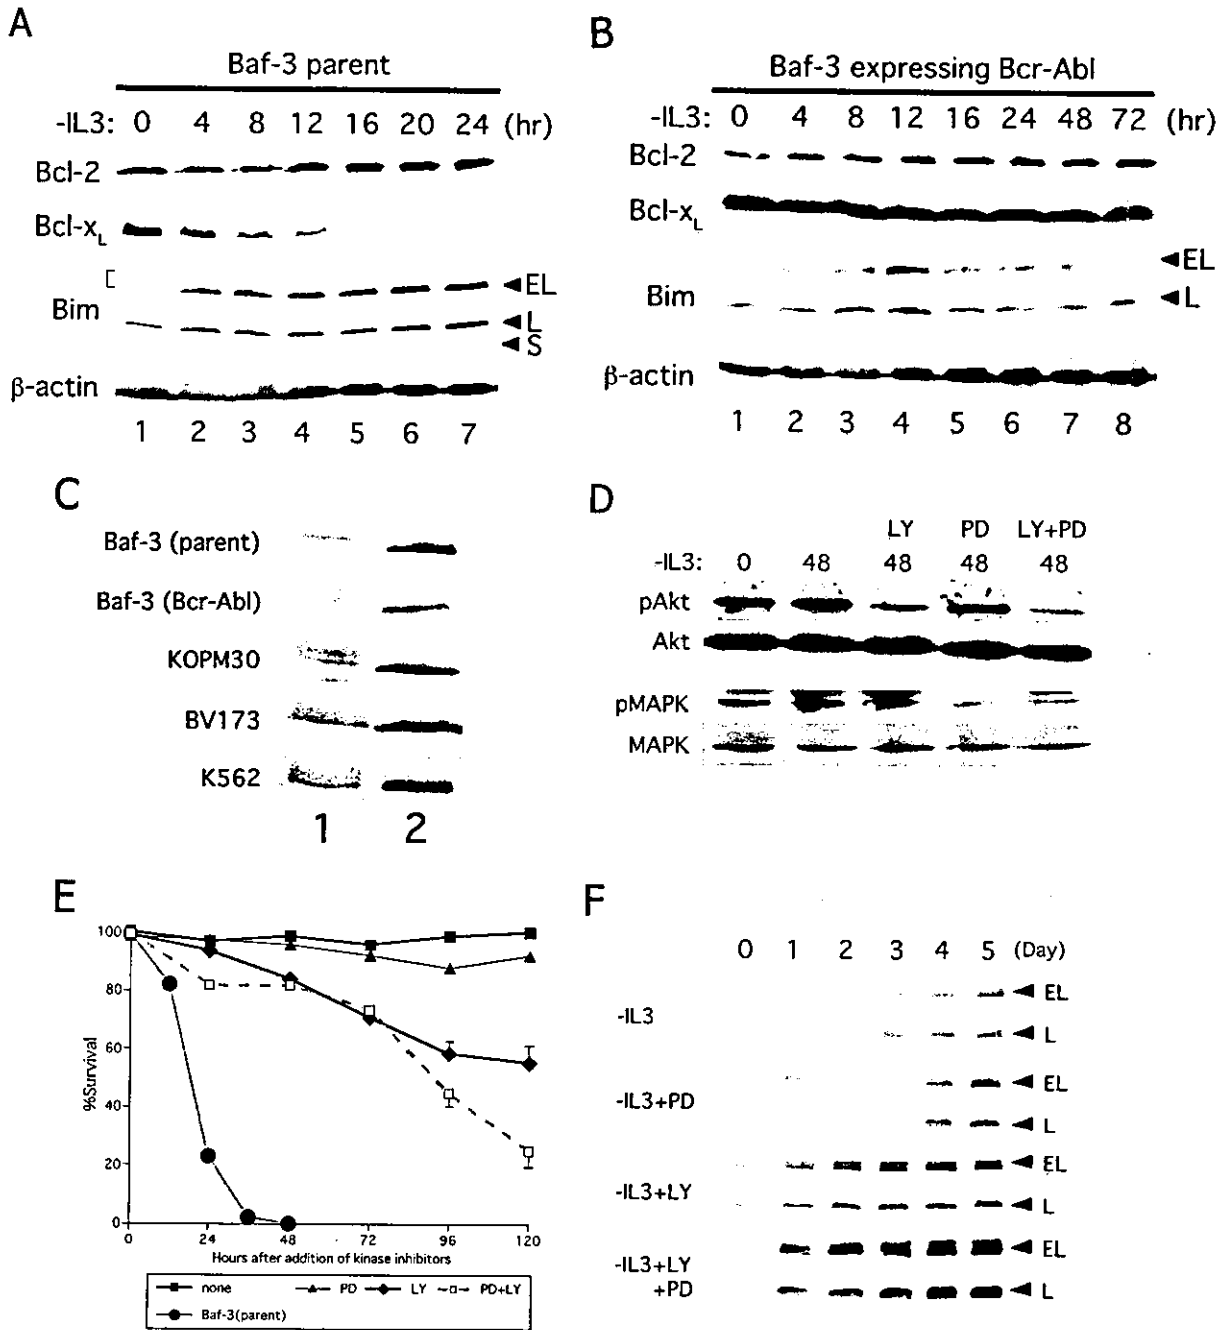 A
Baf-3 parent
-IL3: 0 4 8 12 16 20 24 (hr)
Bcl-2
Bcl-xL
Bim
EL
L
S
β-actin
1 2 3 4 5 6 7
B
Baf-3 expressing Bcr-Abl
-IL3: 0 4 8 12 16 24 48 72 (hr)
Bcl-2
Bcl-xL
Bim
EL
L
β-actin
1 2 3 4 5 6 7 8
C
Baf-3 (parent)
Baf-3 (Bcr-Abl)
KOPM30
BV173
K562
1 2
D
LY PD LY+PD
-IL3: 0 48 48 48 48
pAkt
Akt
pMAPK
MAPK
E
%Survival
100
80
60
40
20
0
0 24 48 72 96 120
Hours after addition of kinase inhibitors
none PD LY PD+LY
Baf-3(parent)
F
0 1 2 3 4 5 (Day)
-IL3
EL
L
-IL3+PD
EL
L
-IL3+LY
EL
L
-IL3+LY
+PD
EL
L